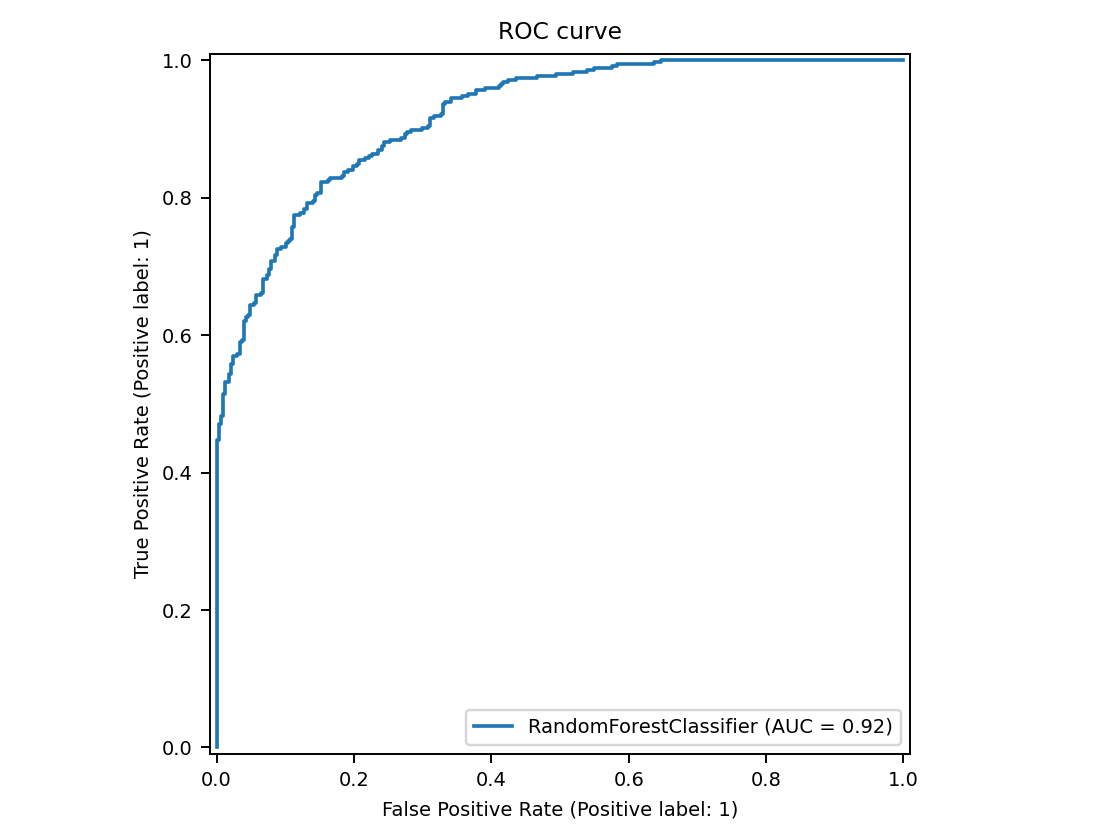 ROC curve
1.0
0.8
0.6
0.4
0.2
0.0
True Positive Rate (Positive label: 1)
RandomForestClassifier (AUC = 0.92)
0.0 0.2 0.4 0.6 0.8 1.0
False Positive Rate (Positive label: 1)